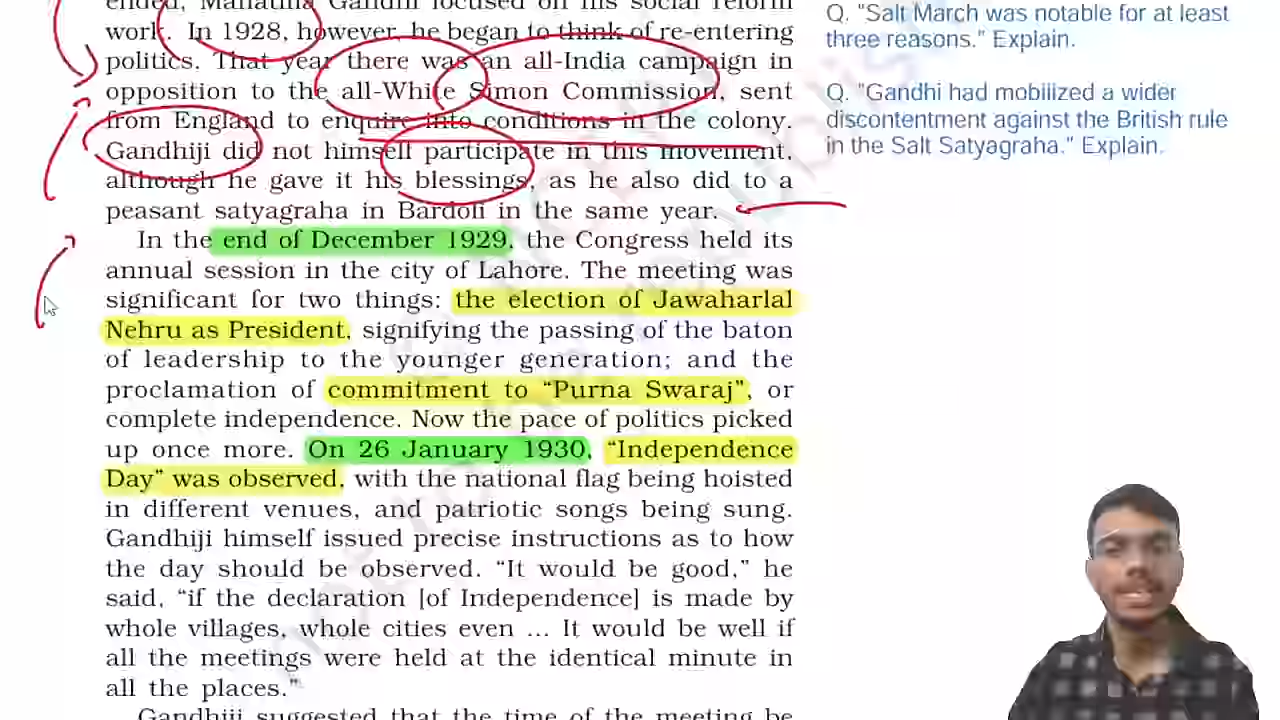 ended, Mahatma Gandhi focused on his social reform
work. In 1928, however, he began to think of re-entering
politics. That year there was an all-India campaign in
opposition to the all-White Simon Commission, sent
from England to enquire into conditions in the colony.
Gandhiji did not himself participate in this movement,
although he gave it his blessings, as he also did to a
peasant satyagraha in Bardoli in the same year.
In the end of December 1929, the Congress held its
annual session in the city of Lahore. The meeting was
significant for two things: the election of Jawaharlal
Nehru as President, signifying the passing of the baton
of leadership to the younger generation; and the
proclamation of commitment to “Purna Swaraj”, or
complete independence. Now the pace of politics picked
up once more. On 26 January 1930, “Independence
Day” was observed, with the national flag being hoisted
in different venues, and patriotic songs being sung.
Gandhiji himself issued precise instructions as to how
the day should be observed. “It would be good,” he
said, “if the declaration [of Independence] is made by
whole villages, whole cities even ... It would be well if
all the meetings were held at the identical minute in
all the places.”
Gandhiji suggested that the time of the meeting be
Q. “Salt March was notable for at least
three reasons.” Explain.
Q. “Gandhi had mobilized a wider
discontentment against the British rule
in the Salt Satyagraha.” Explain.